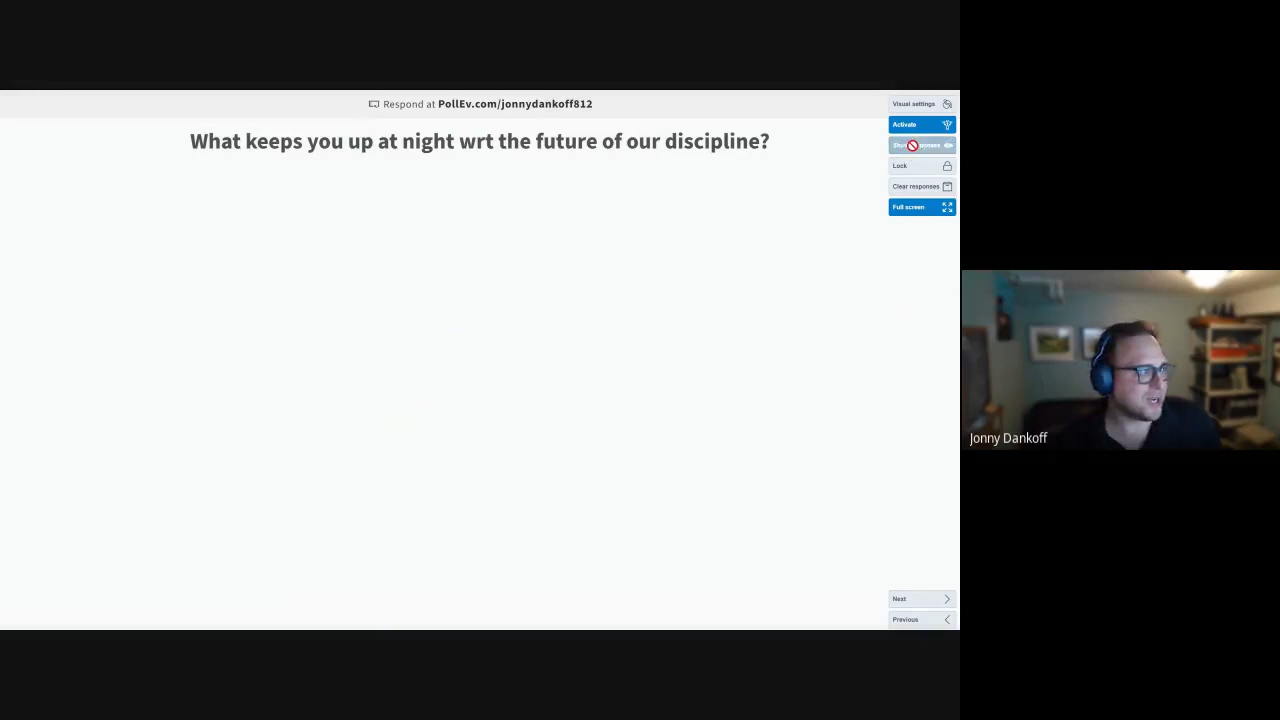 Respond at PollEv.com/jonnydankoff812
What keeps you up at night wrt the future of our discipline?
Visual settings
Activate
Lock
Clear responses
Full screen
Jonny Dankoff
Next
Previous